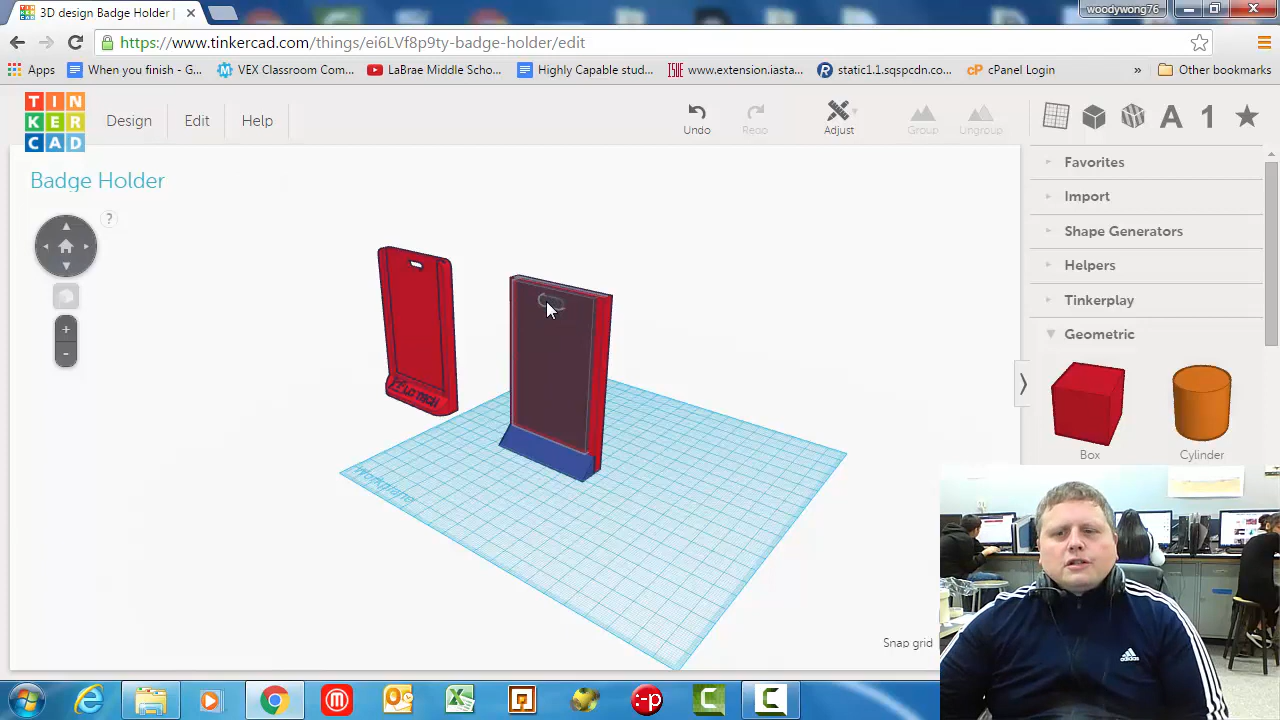 3D design Badge Holder |
woodywong76
https://www.tinkercad.com/things/ei6LVf8p9ty-badge-holder/edit
Apps
When you finish - G...
VEX Classroom Com...
LaBrae Middle Scho...
Highly Capable stud...
www.extension.iasta...
static1.1.sqspcdn.co...
cPanel Login
»
Other bookmarks
TIN
KER
CAD
Design
Edit
Help
Undo
Redo
Adjust
Group
Ungroup
A
1
Badge Holder
?
+
-
Favorites
Import
Shape Generators
Helpers
Tinkerplay
Geometric
Box
Cylinder
Workplane
Snap grid
adidas